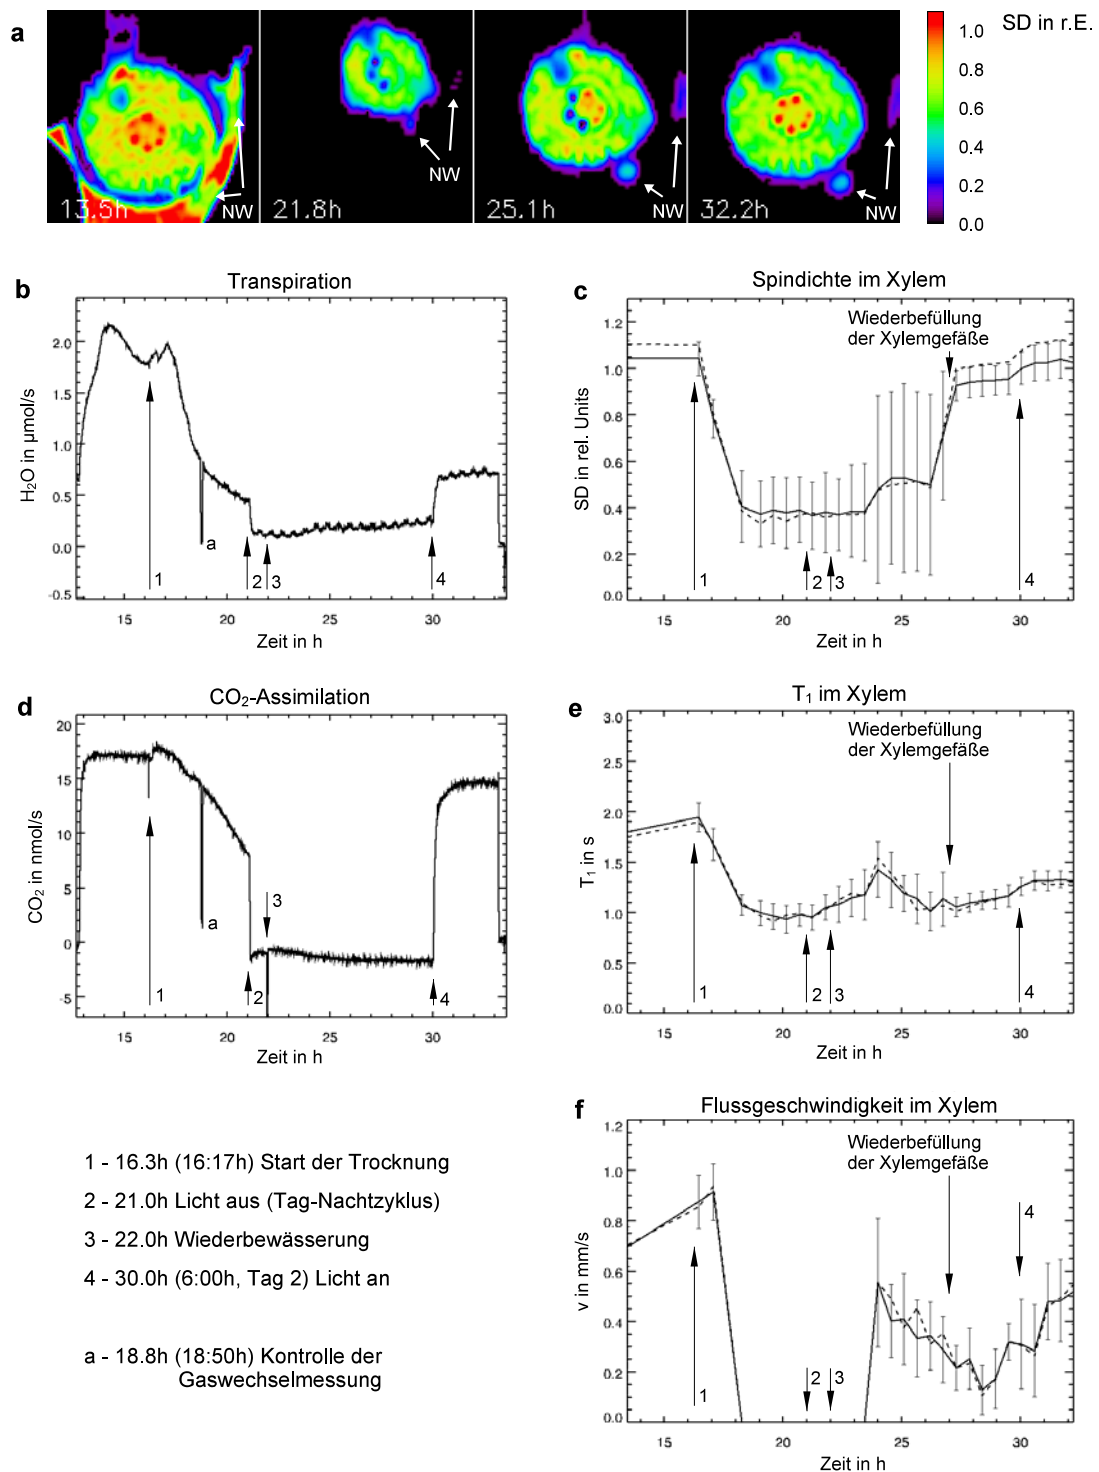 a
13.5h
NW
21.8h
NW
25.1h
NW
32.2h
NW
SD in r.E.
1.0
0.8
0.6
0.4
0.2
0.0
b
Transpiration
H₂O in µmol/s
2.0
1.5
1.0
0.5
0.0
-0.5
15
20
25
30
Zeit in h
a
1
2
3
4
c
Spindichte im Xylem
Wiederbefüllung
der Xylemgefäße
SD in rel. Units
1.2
1.0
0.8
0.6
0.4
0.2
0.0
15
20
25
30
Zeit in h
1
2
3
4
d
CO₂-Assimilation
CO₂ in nmol/s
20
15
10
5
0
-5
15
20
25
30
Zeit in h
a
1
2
3
4
e
T₁ im Xylem
Wiederbefüllung
der Xylemgefäße
T₁ in s
3.0
2.5
2.0
1.5
1.0
0.5
0.0
15
20
25
30
Zeit in h
1
2
3
4
1 - 16.3h (16:17h) Start der Trocknung
2 - 21.0h Licht aus (Tag-Nachtzyklus)
3 - 22.0h Wiederbewässerung
4 - 30.0h (6:00h, Tag 2) Licht an
a - 18.8h (18:50h) Kontrolle der
Gaswechselmessung
f
Flussgeschwindigkeit im Xylem
Wiederbefüllung
der Xylemgefäße
v in mm/s
1.2
1.0
0.8
0.6
0.4
0.2
0.0
15
20
25
30
Zeit in h
1
2
3
4